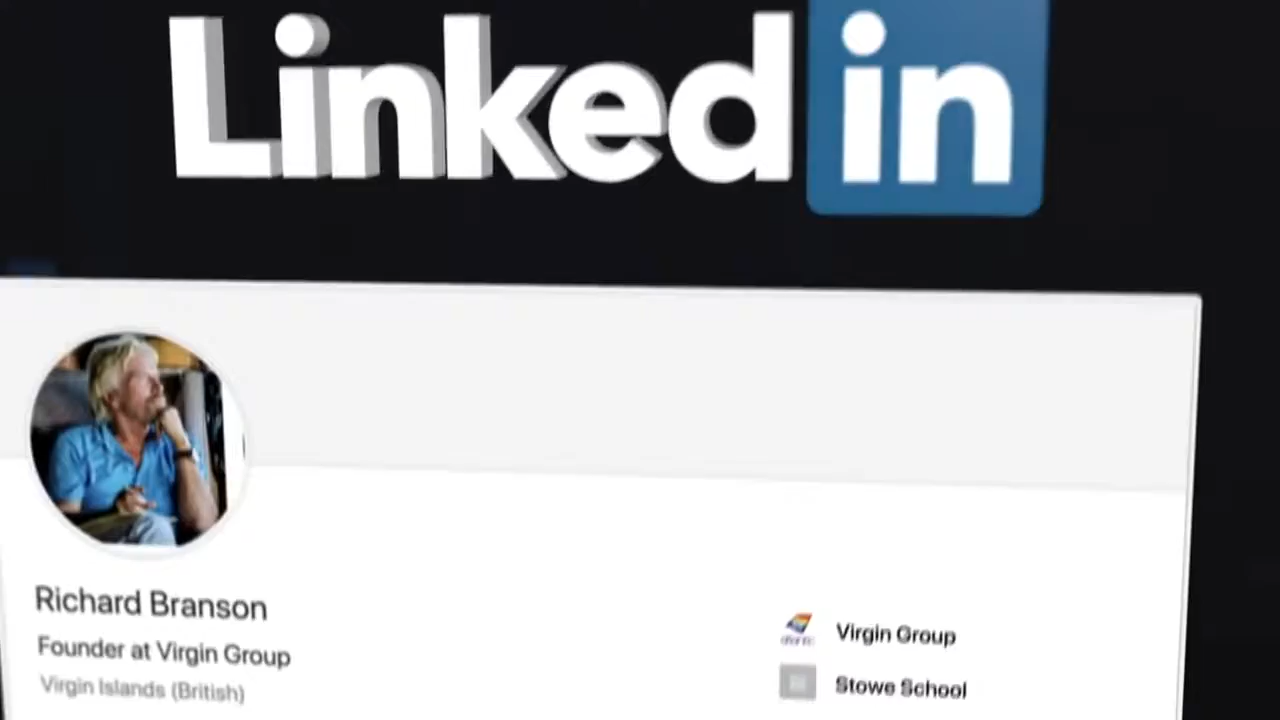 Linkedin
Richard Branson
Founder at Virgin Group
Virgin Islands (British)
Virgin Group
Stowe School